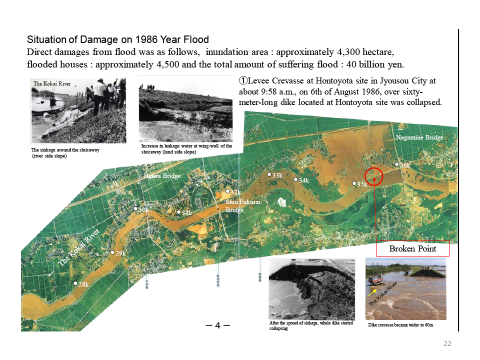 Situation of Damage on 1986 Year Flood
Direct damages from flood was as follows, inundation area : approximately 4,300 hectare,
flooded houses : approximately 4,500 and the total amount of suffering flood : 40 billion yen.
①Levee Crevasse at Hontoyota site in Jyousou City at
about 9:58 a.m., on 6th of August 1986, over sixty-
meter-long dike located at Hontoyota site was collapsed.
The Kokai River
The sinkage around the sluiceway
(river side slope)
Increase in leakage water at wing-wall of the
sluiceway (land side slope)
Nagamine Bridge
Bridge
33k
34k
35k
Shin Fukurai
Bridge
The Kokai River
29k
28k
Broken Point
The Kokai River
After the spread of sinkage, whole dike started
collapsing
Dike crevasse became wider to 60m
― 4 ―
22